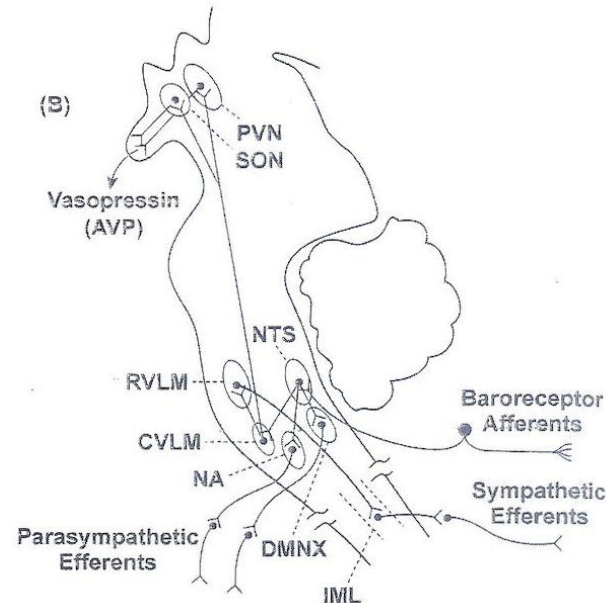 (B)
PVN
SON
Vasopressin
(AVP)
NTS
RVLM
Baroreceptor
Afferents
CVLM
NA
Sympathetic
Efferents
Parasympathetic
Efferents
DMNX
IML